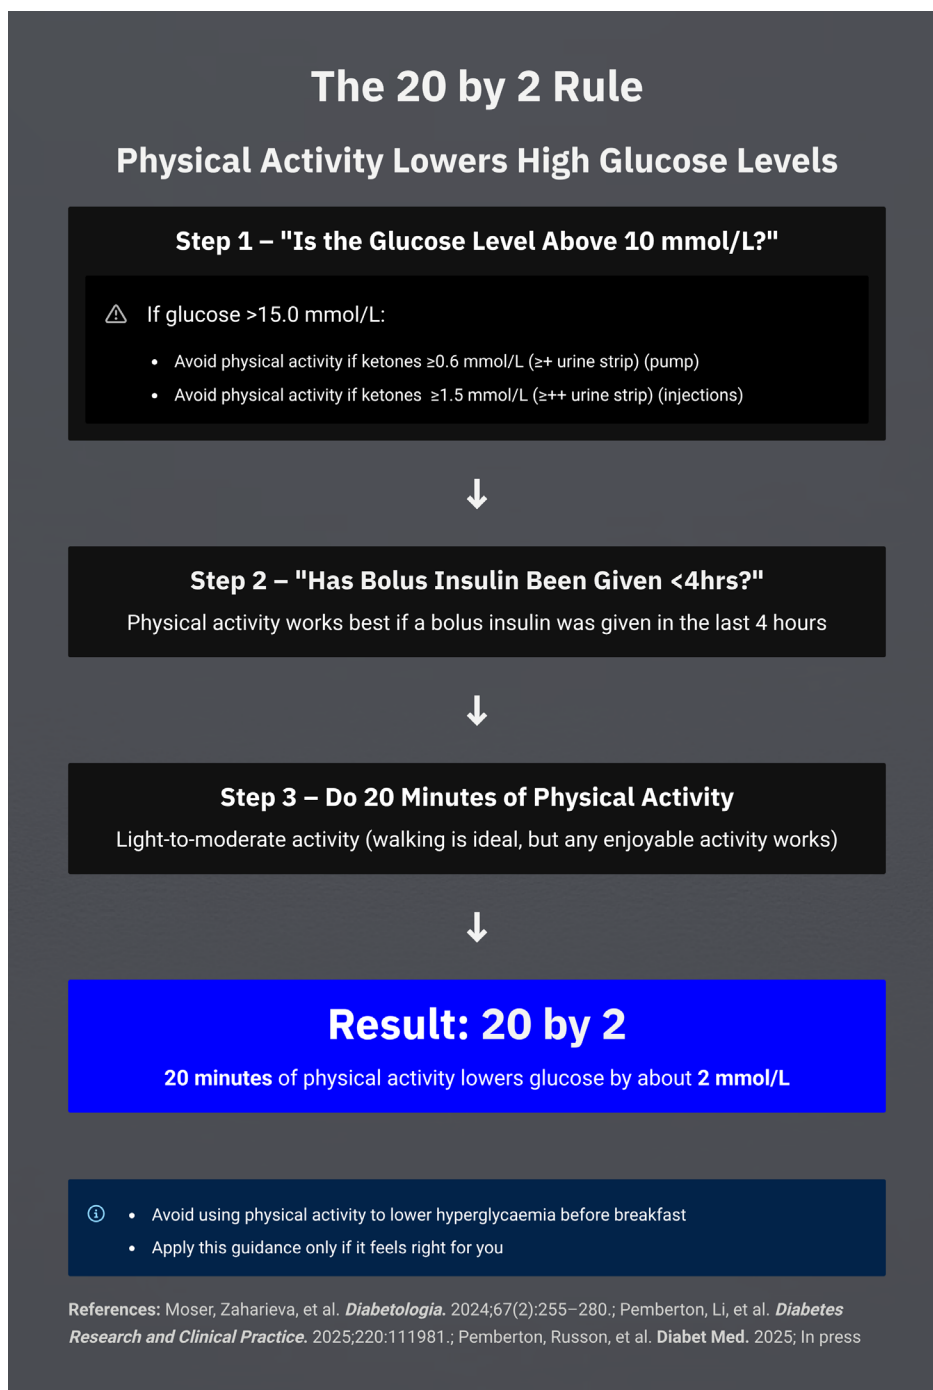 The 20 by 2 Rule
Physical Activity Lowers High Glucose Levels
Step 1 – "Is the Glucose Level Above 10 mmol/L?"
If glucose >15.0 mmol/L:
• Avoid physical activity if ketones ≥0.6 mmol/L (≥+ urine strip) (pump)
• Avoid physical activity if ketones  ≥1.5 mmol/L (≥++ urine strip) (injections)
↓
Step 2 – "Has Bolus Insulin Been Given <4hrs?"
Physical activity works best if a bolus insulin was given in the last 4 hours
↓
Step 3 – Do 20 Minutes of Physical Activity
Light-to-moderate activity (walking is ideal, but any enjoyable activity works)
↓
Result: 20 by 2
20 minutes of physical activity lowers glucose by about 2 mmol/L
• Avoid using physical activity to lower hyperglycaemia before breakfast
• Apply this guidance only if it feels right for you
References: Moser, Zaharieva, et al. Diabetologia. 2024;67(2):255–280.; Pemberton, Li, et al. Diabetes
Research and Clinical Practice. 2025;220:111981.; Pemberton, Russon, et al. Diabet Med. 2025; In press